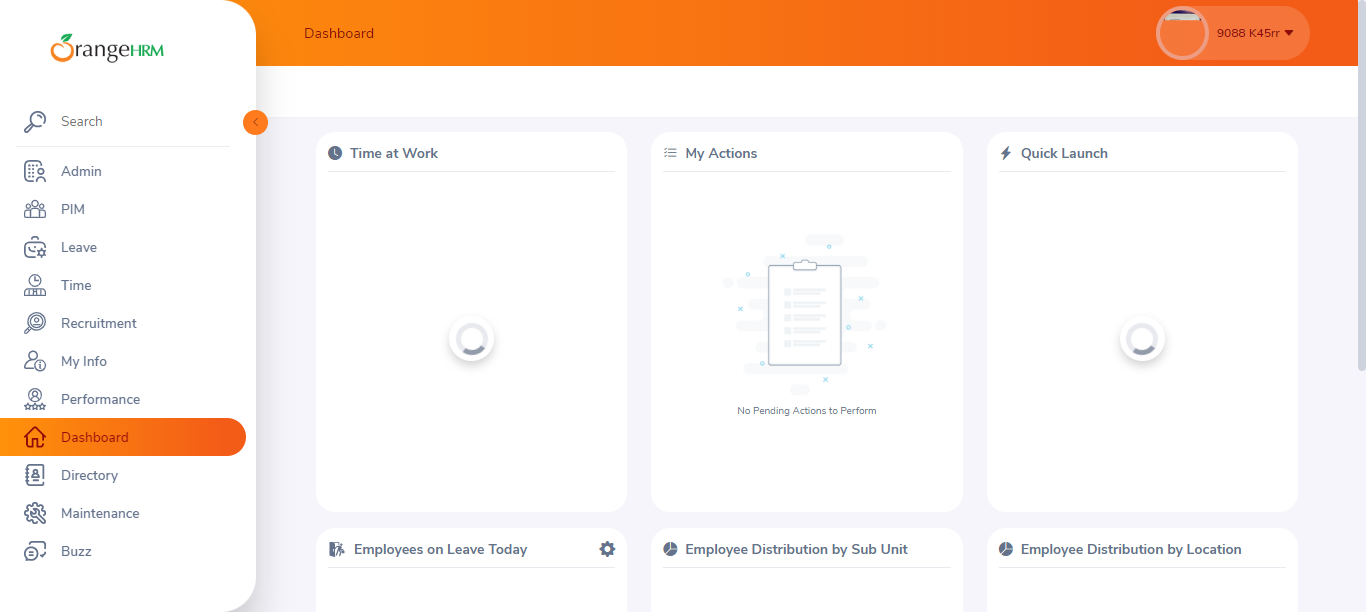 OrangeHRM
Dashboard
9088 K45rr
Search
Admin
PIM
Leave
Time
Recruitment
My Info
Performance
Dashboard
Directory
Maintenance
Buzz
Time at Work
My Actions
Quick Launch
No Pending Actions to Perform
Employees on Leave Today
Employee Distribution by Sub Unit
Employee Distribution by Location